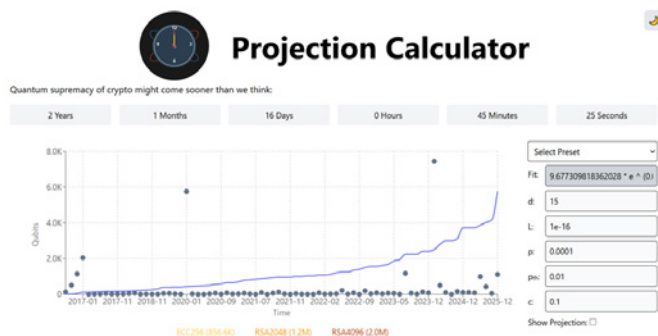 Projection Calculator
Quantum supremacy of crypto might come sooner than we think:
2 Years 1 Months 16 Days 0 Hours 45 Minutes 25 Seconds
Select Preset
Fit: 9.677309818362028 * e ^ (0.0
d: 15
L: 1e-16
p: 0.0001
pₜₕ: 0.01
c: 0.1
Show Projection:
8.0K
6.0K
4.0K
2.0K
0
Qubits
2017-01 2017-11 2018-11 2020-01 2020-09 2021-07 2022-02 2022-09 2023-05 2023-12 2024-12 2025-12
Time
ECC256 (856.6K) RSA2048 (1.2M) RSA4096 (2.0M)